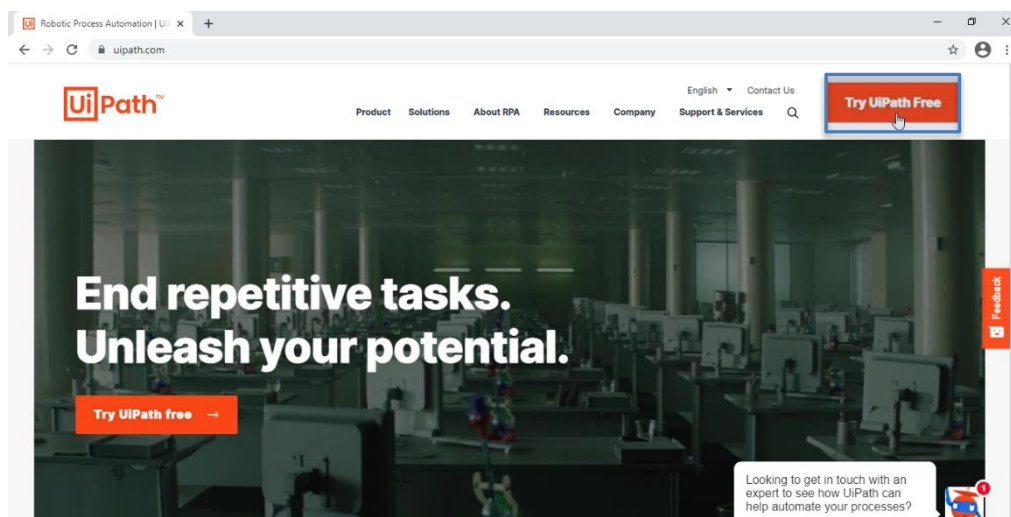 Robotic Process Automation | Ui
uipath.com
UiPath™
English
Contact Us
Product
Solutions
About RPA
Resources
Company
Support & Services
Try UiPath Free
End repetitive tasks.
Unleash your potential.
Try UiPath free →
Feedback
Looking to get in touch with an
expert to see how UiPath can
help automate your processes?
1